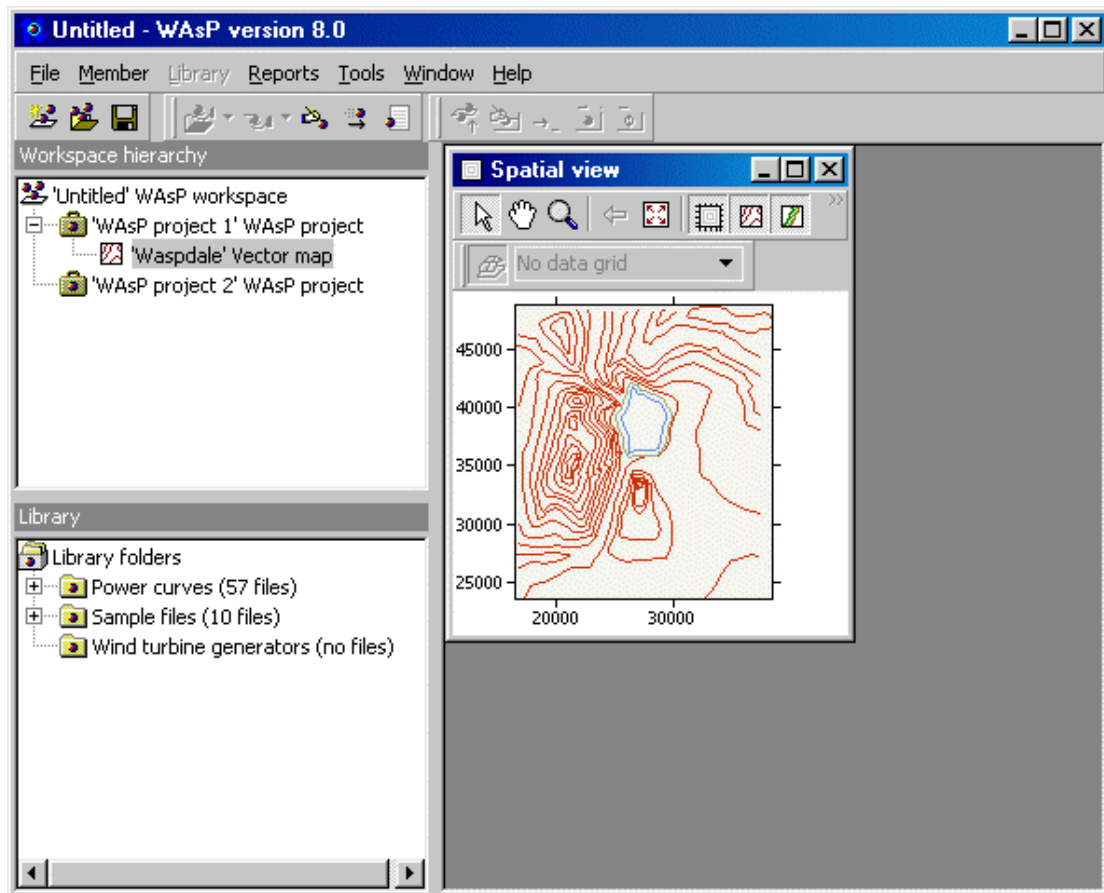 Untitled - WAsP version 8.0
File Member Library Reports Tools Window Help
Workspace hierarchy
'Untitled' WAsP workspace
'WAsP project 1' WAsP project
'Waspdale' Vector map
'WAsP project 2' WAsP project
Library
Library folders
Power curves (57 files)
Sample files (10 files)
Wind turbine generators (no files)
Spatial view
No data grid
45000
40000
35000
30000
25000
20000 30000